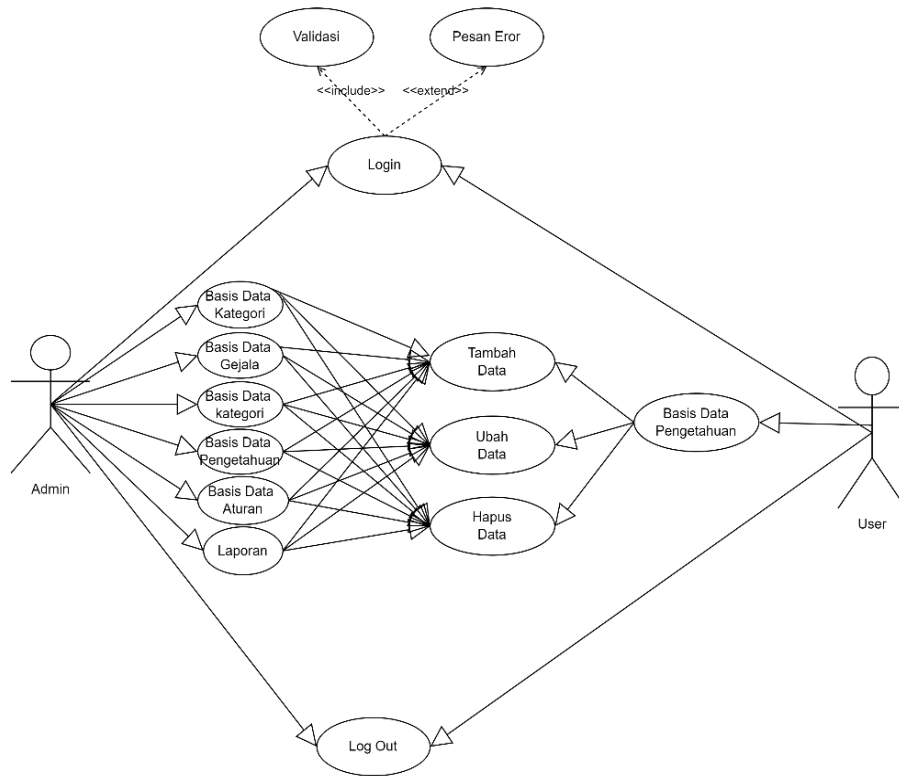 Validasi
Pesan Eror
<<include>>
<<extend>>
Login
Basis Data
Kategori
Basis Data
Gejala
Basis Data
kategori
Basis Data
Pengetahuan
Basis Data
Aturan
Laporan
Tambah
Data
Ubah
Data
Hapus
Data
Basis Data
Pengetahuan
Admin
User
Log Out